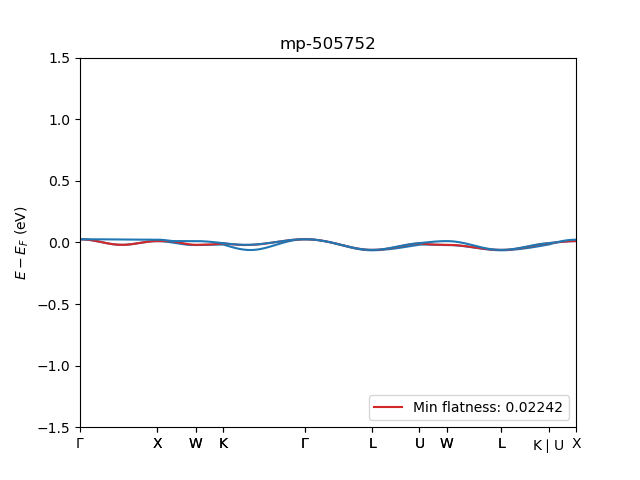 mp-505752
1.5
1.0
0.5
0.0
−0.5
−1.0
−1.5
E − E_F (eV)
Min flatness: 0.02242
Γ X W K Γ L U W L K | U X